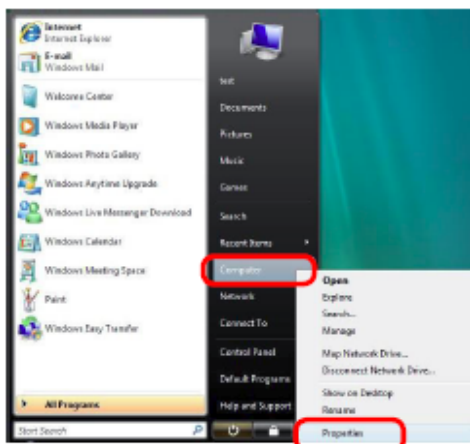 Internet
Internet Explorer
E-mail
Windows Mail
Welcome Center
Windows Media Player
Windows Photo Gallery
Windows Anytime Upgrade
Windows Live Messenger Download
Windows Calendar
Windows Meeting Space
Paint
Windows Easy Transfer
All Programs
Start Search
test
Documents
Pictures
Music
Games
Search
Recent Items
Computer
Network
Connect To
Control Panel
Default Programs
Help and Support
Open
Explore
Search...
Manage
Map Network Drive...
Disconnect Network Drive...
Show on Desktop
Rename
Properties